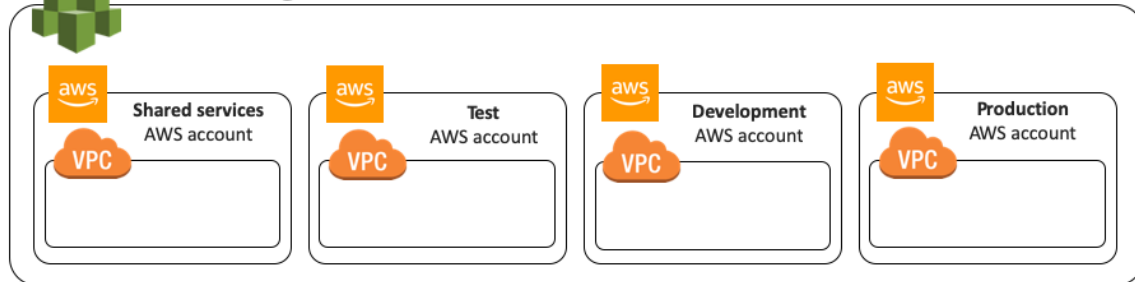 aws
Shared services
AWS account
VPC
aws
Test
AWS account
VPC
aws
Development
AWS account
VPC
aws
Production
AWS account
VPC